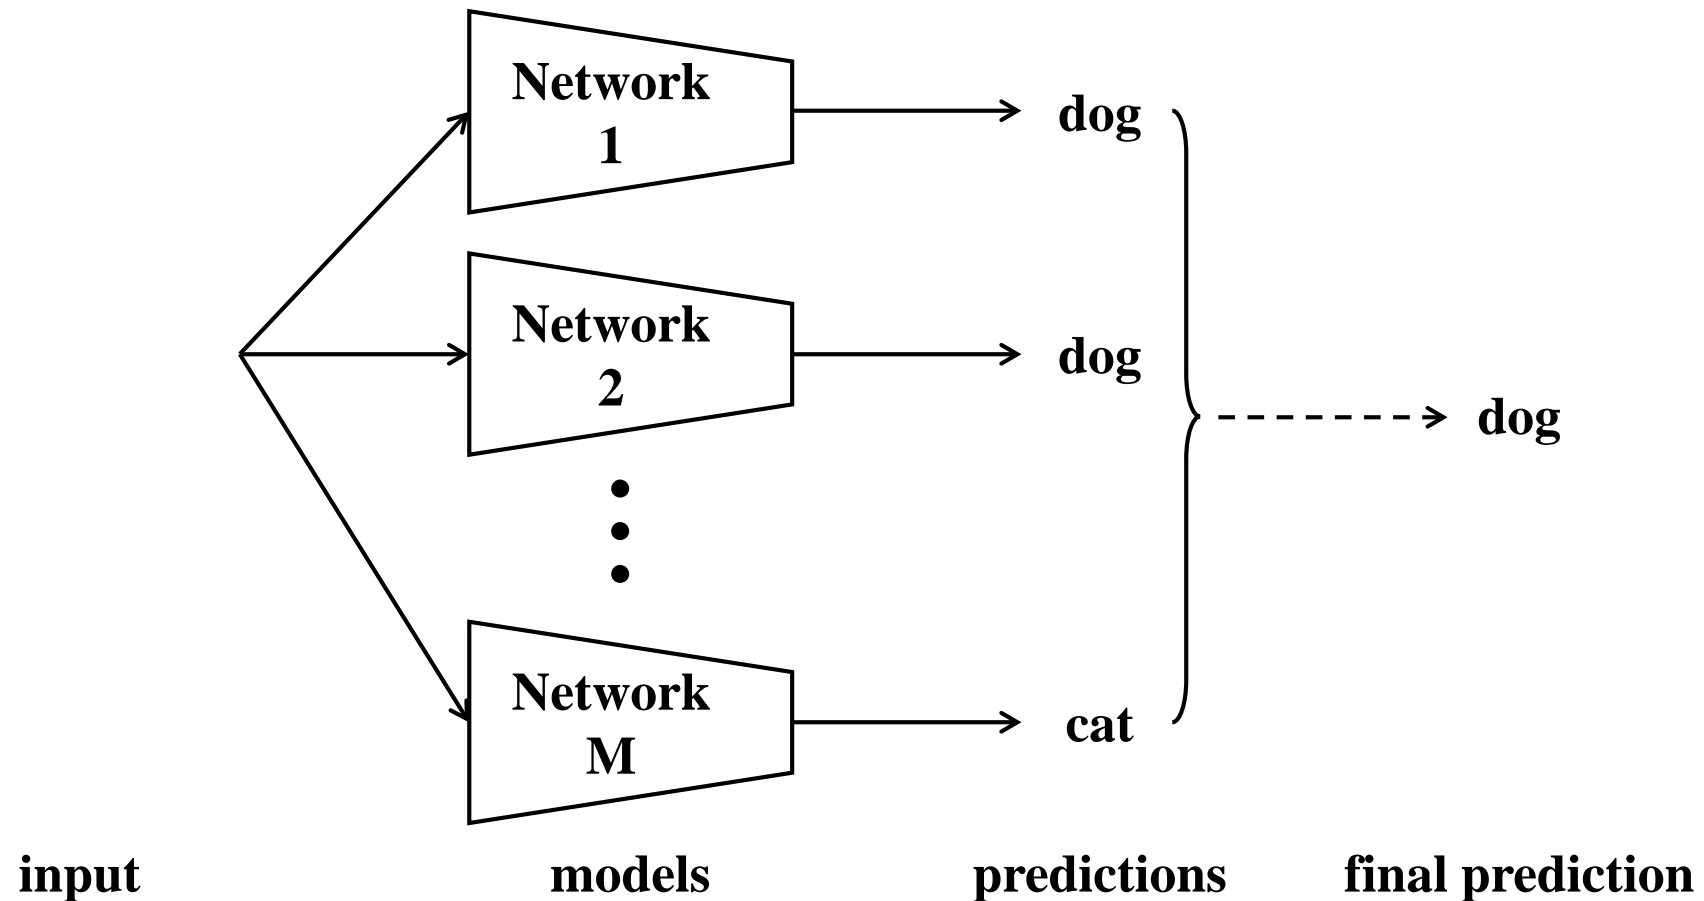 Network
1
dog
Network
2
dog
dog
Network
M
cat
input
models
predictions
final prediction